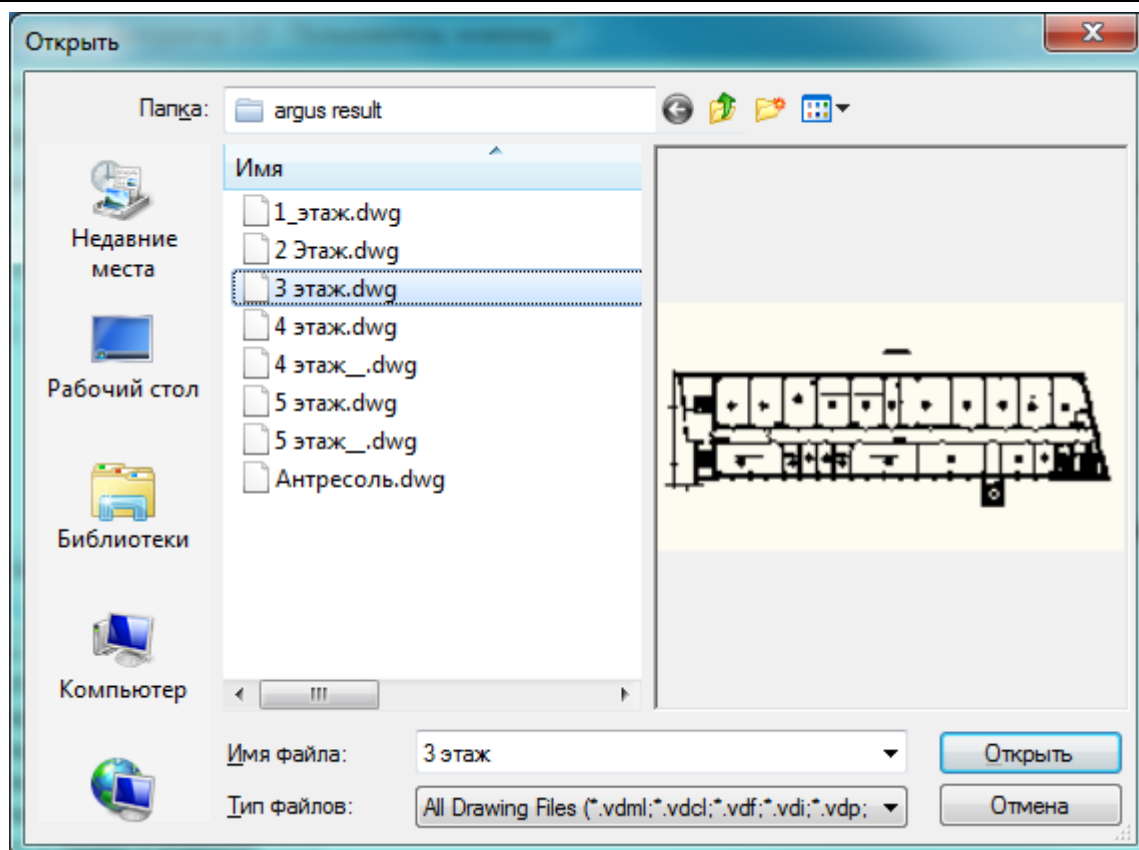 Открыть
Папка:
argus result
Имя
1_этаж.dwg
2 Этаж.dwg
3 этаж.dwg
4 этаж.dwg
4 этаж__.dwg
5 этаж.dwg
5 этаж__.dwg
Антресоль.dwg
Недавние
места
Рабочий стол
Библиотеки
Компьютер
Имя файла:
3 этаж
Открыть
Тип файлов:
All Drawing Files (*.vdml;*.vdcl;*.vdf;*.vdi;*.vdp;
Отмена